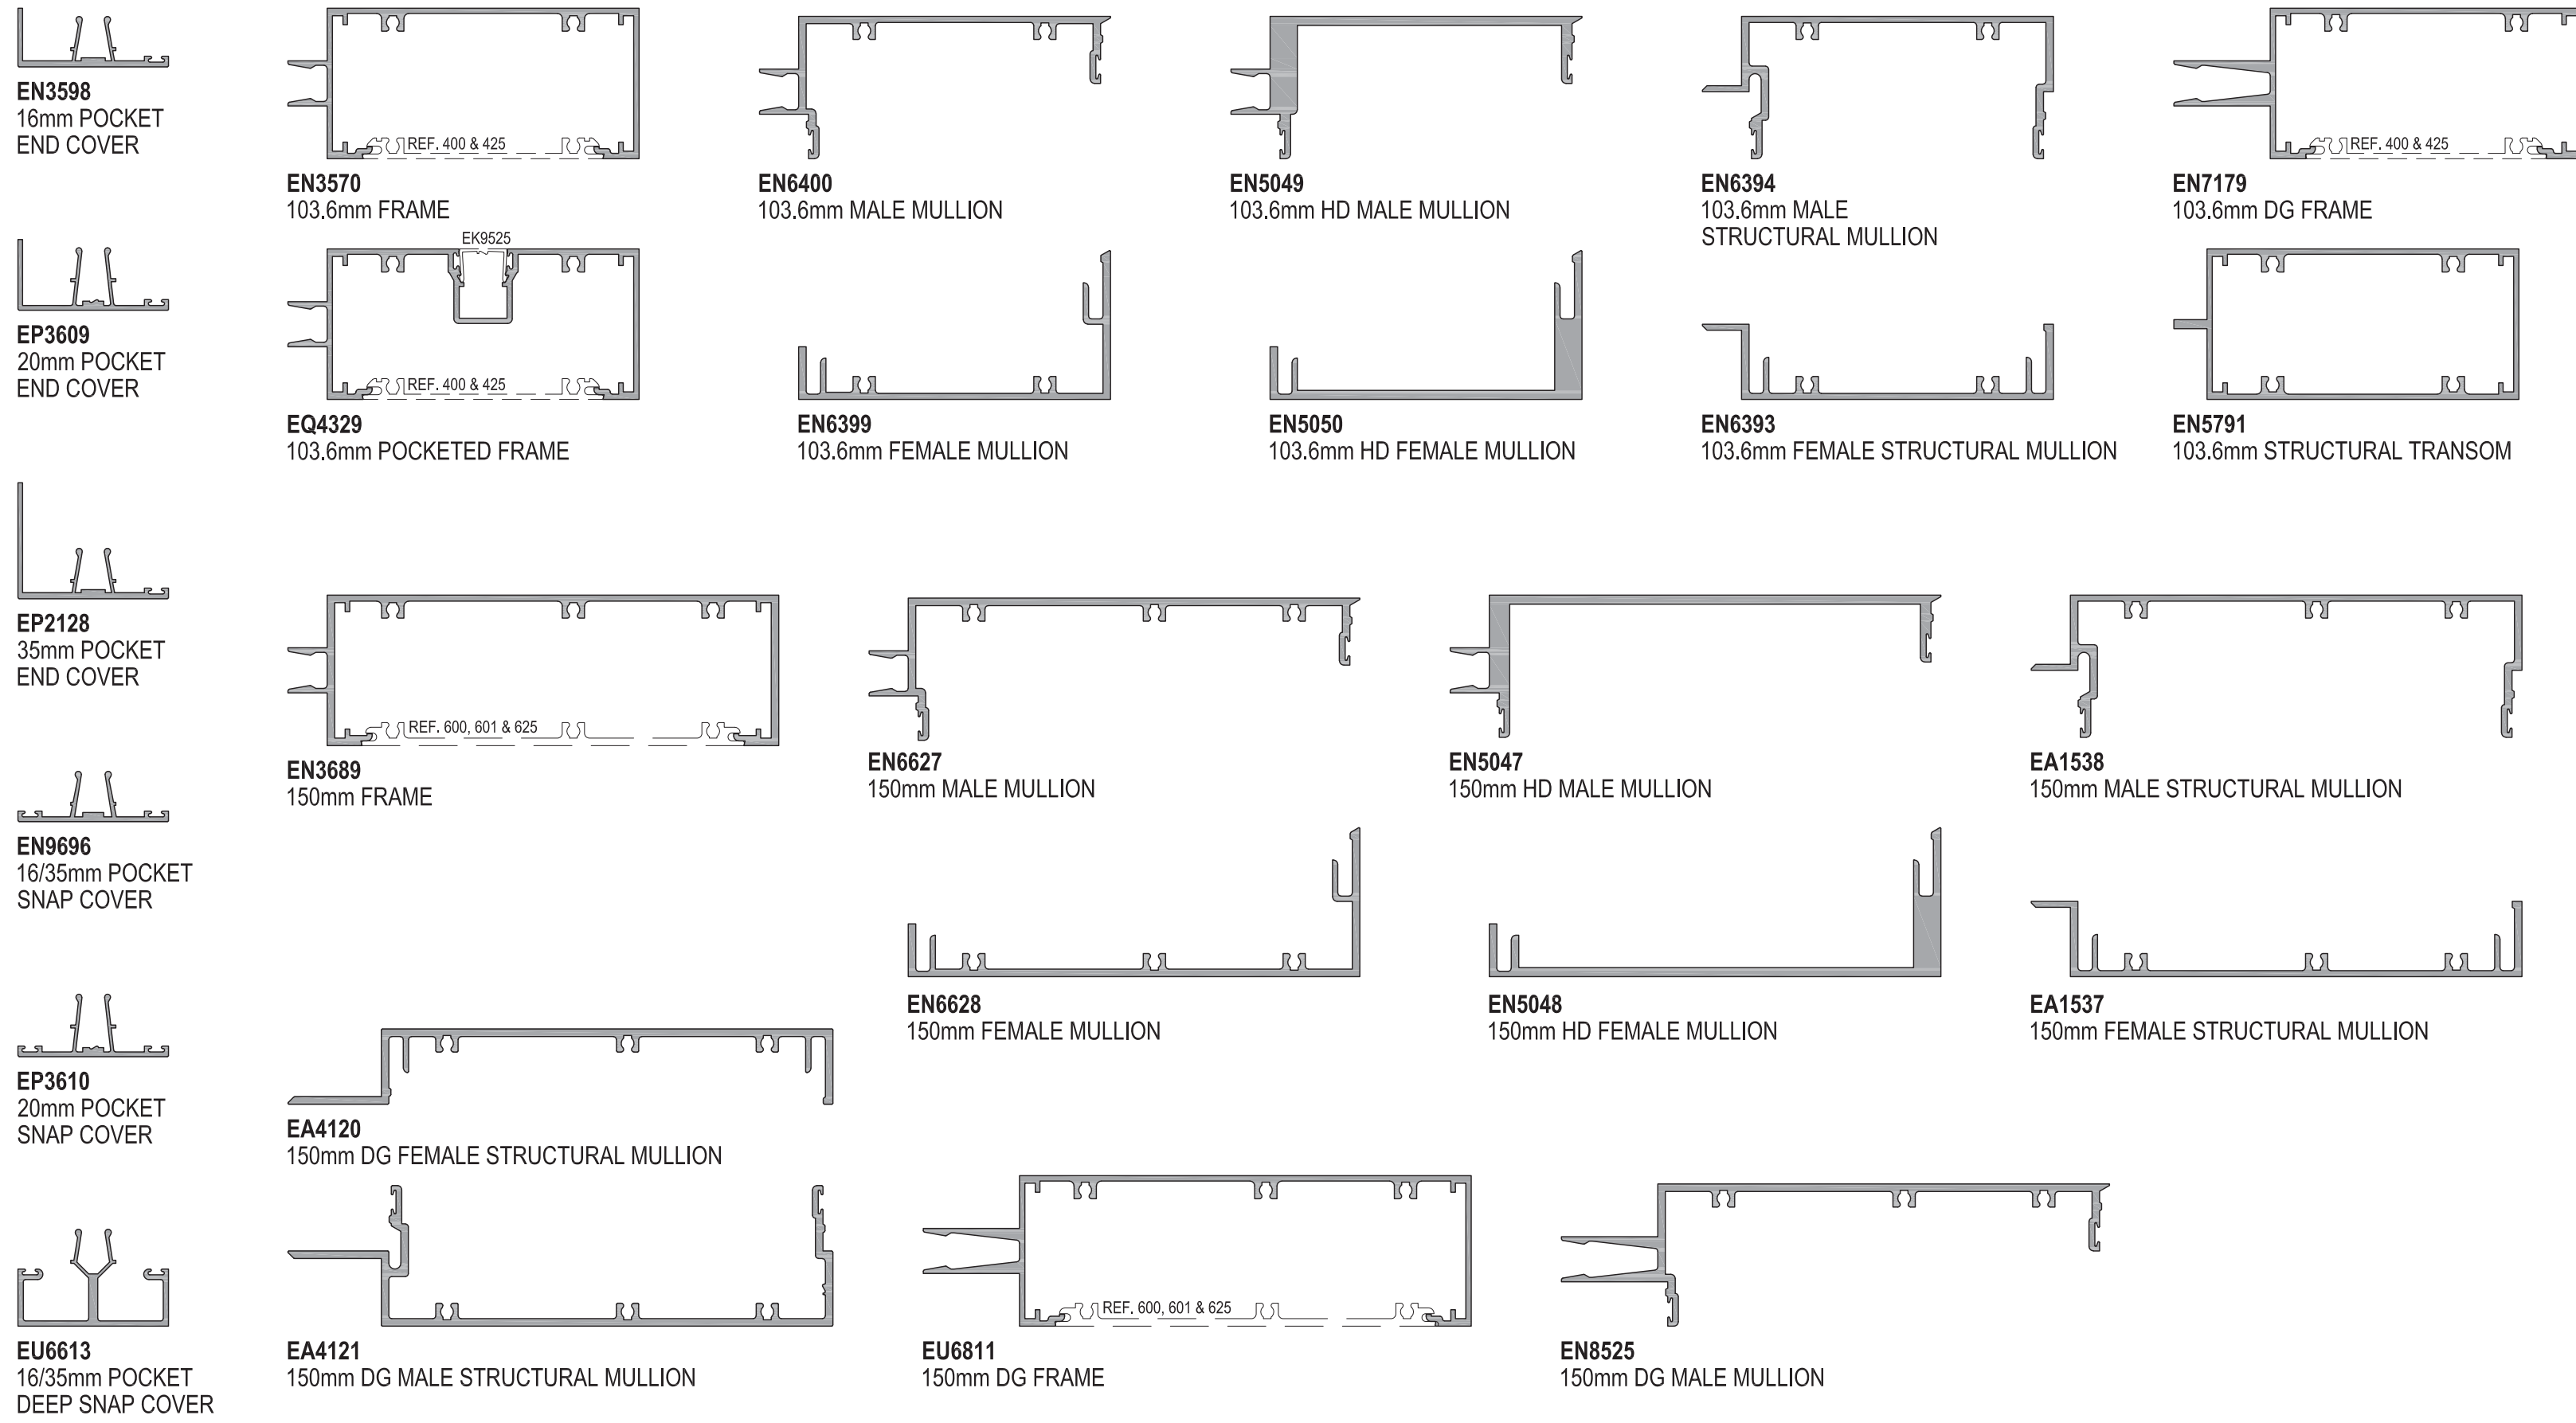 EN3598
16mm POCKET
END COVER
REF. 400 & 425
EN3570
103.6mm FRAME
EN6400
103.6mm MALE MULLION
EN5049
103.6mm HD MALE MULLION
EN6394
103.6mm MALE
STRUCTURAL MULLION
REF. 400 & 425
EN7179
103.6mm DG FRAME
EP3609
20mm POCKET
END COVER
EK9525
REF. 400 & 425
EQ4329
103.6mm POCKETED FRAME
EN6399
103.6mm FEMALE MULLION
EN5050
103.6mm HD FEMALE MULLION
EN6393
103.6mm FEMALE STRUCTURAL MULLION
EN5791
103.6mm STRUCTURAL TRANSOM
EP2128
35mm POCKET
END COVER
REF. 600, 601 & 625
EN3689
150mm FRAME
EN6627
150mm MALE MULLION
EN5047
150mm HD MALE MULLION
EA1538
150mm MALE STRUCTURAL MULLION
EN9696
16/35mm POCKET
SNAP COVER
EN6628
150mm FEMALE MULLION
EN5048
150mm HD FEMALE MULLION
EA1537
150mm FEMALE STRUCTURAL MULLION
EP3610
20mm POCKET
SNAP COVER
EA4120
150mm DG FEMALE STRUCTURAL MULLION
EU6613
16/35mm POCKET
DEEP SNAP COVER
EA4121
150mm DG MALE STRUCTURAL MULLION
REF. 600, 601 & 625
EU6811
150mm DG FRAME
EN8525
150mm DG MALE MULLION